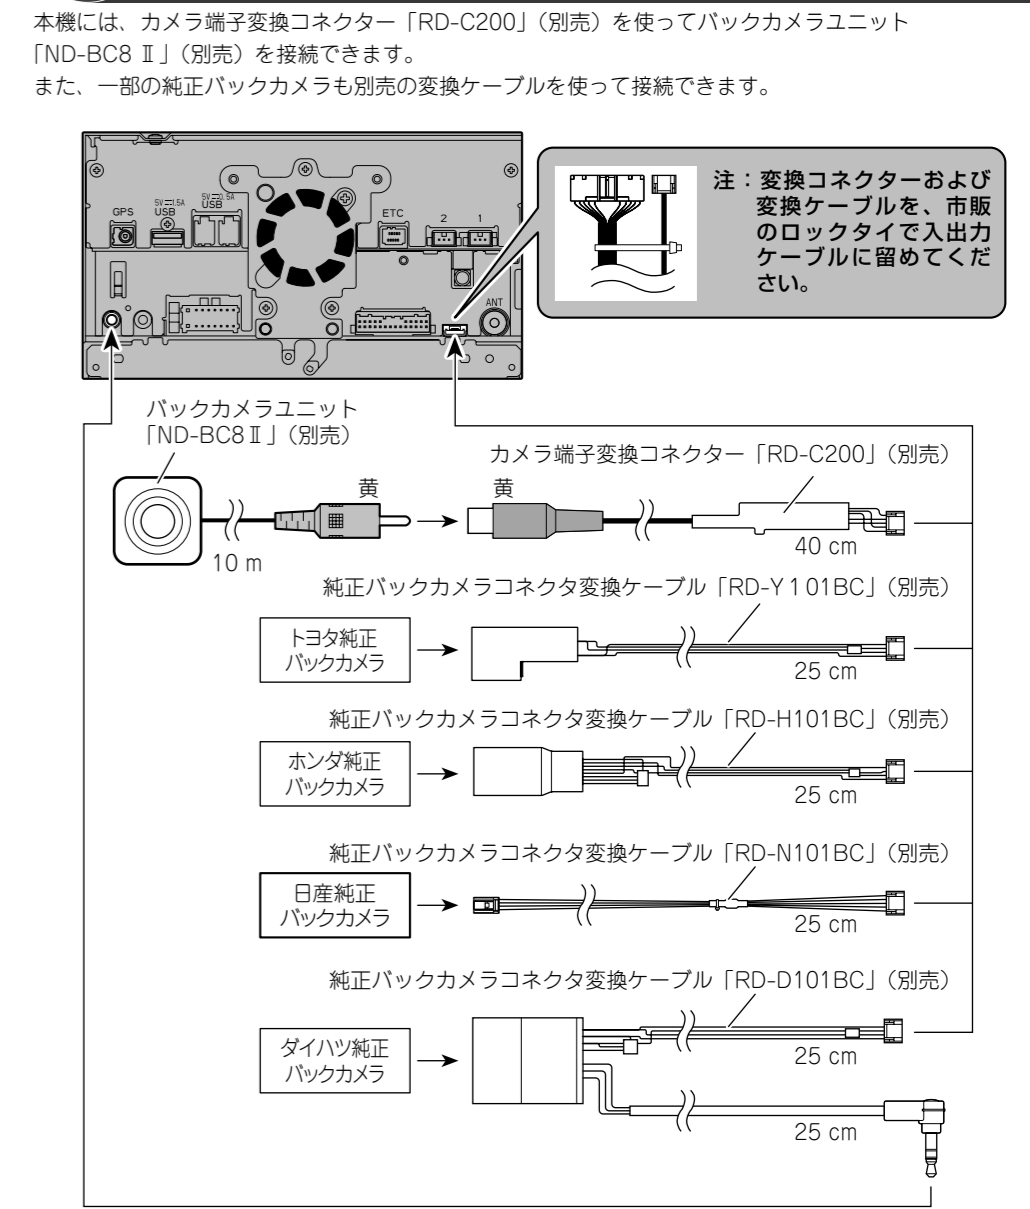 本機には、カメラ端子変換コネクター「RD-C200」（別売）を使ってバックカメラユニット
「ND-BC8 Ⅱ」（別売）を接続できます。
また、一部の純正バックカメラも別売の変換ケーブルを使って接続できます。
注：変換コネクターおよび
変換ケーブルを、市販
のロックタイで入出力
ケーブルに留めてくだ
さい。
GPS
5V⎓1.5A
USB
5V⎓1.5A
USB
ETC
2
1
ANT
バックカメラユニット
「ND-BC8Ⅱ」（別売）
カメラ端子変換コネクター「RD-C200」（別売）
黄
黄
10 m
40 cm
純正バックカメラコネクタ変換ケーブル「RD-Y101BC」（別売）
トヨタ純正
バックカメラ
25 cm
純正バックカメラコネクタ変換ケーブル「RD-H101BC」（別売）
ホンダ純正
バックカメラ
25 cm
純正バックカメラコネクタ変換ケーブル「RD-N101BC」（別売）
日産純正
バックカメラ
25 cm
純正バックカメラコネクタ変換ケーブル「RD-D101BC」（別売）
ダイハツ純正
バックカメラ
25 cm
25 cm